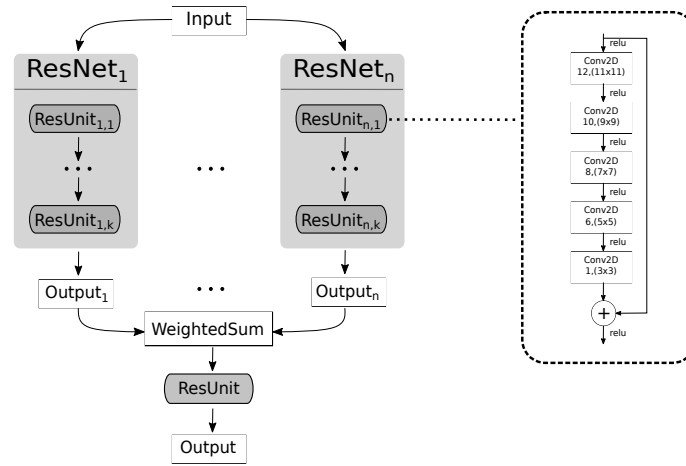 Input
ResNet1
ResUnit1,1
...
ResUnit1,k
Output1
...
...
ResNetn
ResUnitn,1
...
ResUnitn,k
Outputn
WeightedSum
ResUnit
Output
relu
Conv2D
12,(11x11)
relu
Conv2D
10,(9x9)
relu
Conv2D
8,(7x7)
relu
Conv2D
6,(5x5)
relu
Conv2D
1,(3x3)
+
relu